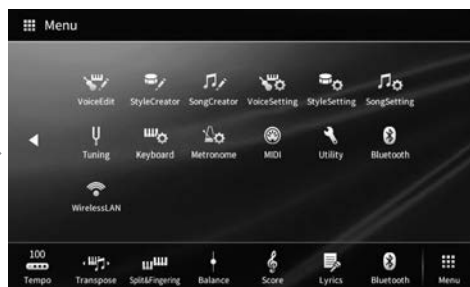 Menu
VoiceEdit StyleCreator SongCreator VoiceSetting StyleSetting SongSetting
Tuning Keyboard Metronome MIDI Utility Bluetooth
WirelessLAN
100
Tempo Transpose Split&Fingering Balance Score Lyrics Bluetooth Menu